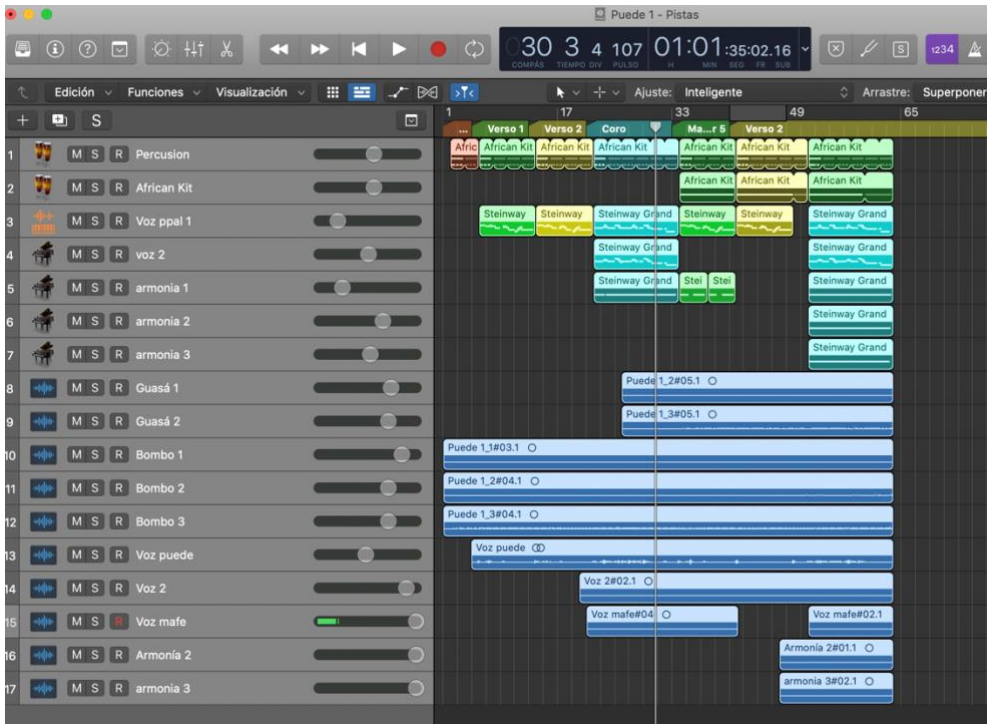 Puede 1 - Pistas
30 3 4 107 01:01:35:02.16
COMPÁS TIEMPO DIV PULSO H MIN SEG FR SUB
S 1234
Edición Funciones Visualización Ajuste: Inteligente Arrastre: Superponer
S 1 17 33 49 65
... Verso 1 Verso 2 Coro Ma...r 5 Verso 2
1 M S R Percusion Afric African Kit African Kit African Kit African Kit African Kit African Kit
2 M S R African Kit African Kit African Kit African Kit
3 M S R Voz ppal 1 Steinway Steinway Steinway Grand Steinway Steinway Steinway Grand
4 M S R voz 2 Steinway Grand Steinway Grand
5 M S R armonia 1 Steinway Grand Stei Stei Steinway Grand
6 M S R armonia 2 Steinway Grand
7 M S R armonia 3 Steinway Grand
8 M S R Guasá 1 Puede 1_2#05.1
9 M S R Guasá 2 Puede 1_3#05.1
10 M S R Bombo 1 Puede 1_1#03.1
11 M S R Bombo 2 Puede 1_2#04.1
12 M S R Bombo 3 Puede 1_3#04.1
13 M S R Voz puede Voz puede
14 M S R Voz 2 Voz 2#02.1
15 M S R Voz mafe Voz mafe#04 Voz mafe#02.1
16 M S R Armonía 2 Armonía 2#01.1
17 M S R armonia 3 armonia 3#02.1